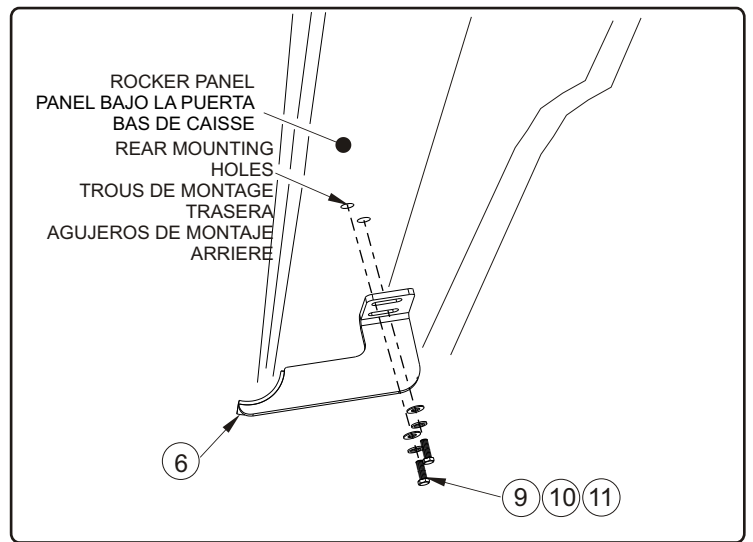 ROCKER PANEL
PANEL BAJO LA PUERTA
BAS DE CAISSE
REAR MOUNTING
HOLES
TROUS DE MONTAGE
TRASERA
AGUJEROS DE MONTAJE
ARRIERE
6
9 10 11